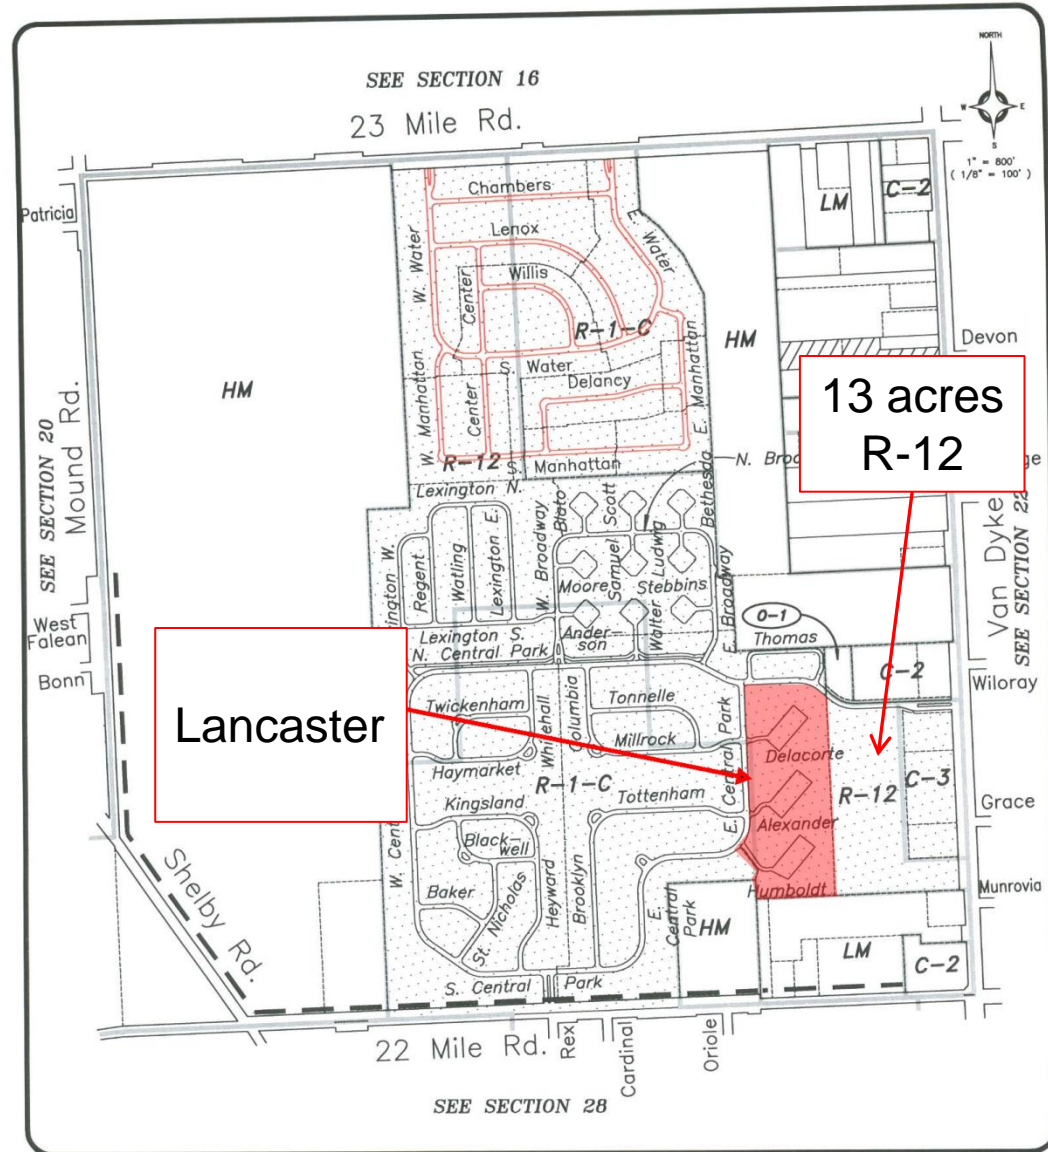 SEE SECTION 16
23 Mile Rd.
NORTH
W
E
S
1" = 800'
( 1/8" = 100' )
Patricia
Chambers
Lenox
Willis
W. Water
Center
E. Water
R-1-C
LM
C-2
HM
HM
Devon
S. Water
Delancy
W. Manhattan
Center
E. Manhattan
R-12
S. Manhattan
13 acres
R-12
SEE SECTION 20
Mound Rd.
Lexington N.
W. Broadway
Blato
Scott
Bethesda
Regent
Watling
Lexington E.
Moore
Samuel
Ludwig
Stebbins
Walter
E. Broadway
Van Dyke
SEE SECTION 22
West
Falean
Bonn
Lexington S.
N. Central Park
Ander-
son
O-1
Thomas
C-2
Wiloray
Lancaster
Twickenham
Whitehall
Columbia
Tonnelle
Millrock
E. Central Park
Delacorte
Haymarket
R-1-C
R-12
C-3
Kingsland
Tottenham
Grace
Black-
well
Alexander
Baker
St. Nicholas
Heyward
Brooklyn
Humboldt
Munrovia
E.
Central
Park
HM
LM
C-2
Shelby Rd.
S. Central Park
22 Mile Rd.
Rex
Cardinal
Oriole
SEE SECTION 28